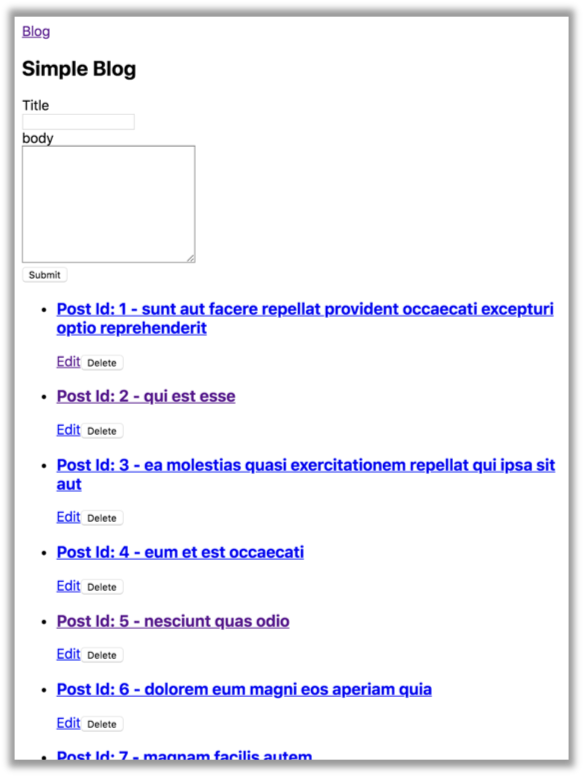 Blog
Simple Blog
Title
body
Submit
Post Id: 1 - sunt aut facere repellat provident occaecati excepturi
optio reprehenderit
Edit Delete
Post Id: 2 - qui est esse
Edit Delete
Post Id: 3 - ea molestias quasi exercitationem repellat qui ipsa sit
aut
Edit Delete
Post Id: 4 - eum et est occaecati
Edit Delete
Post Id: 5 - nesciunt quas odio
Edit Delete
Post Id: 6 - dolorem eum magni eos aperiam quia
Edit Delete
Post Id: 7 - magnam facilis autem